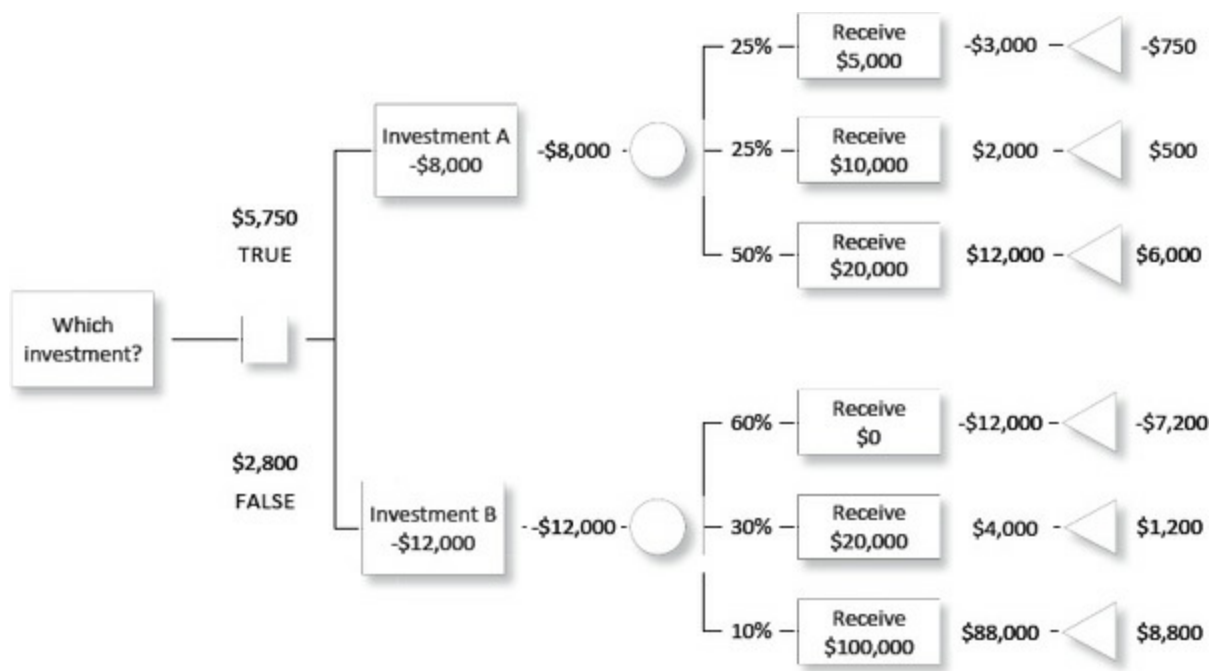 25%
Receive
$5,000
-$3,000
-$750
Investment A
-$8,000
-$8,000
25%
Receive
$10,000
$2,000
$500
$5,750
TRUE
50%
Receive
$20,000
$12,000
$6,000
Which
investment?
$2,800
FALSE
60%
Receive
$0
-$12,000
-$7,200
Investment B
-$12,000
-$12,000
30%
Receive
$20,000
$4,000
$1,200
10%
Receive
$100,000
$88,000
$8,800